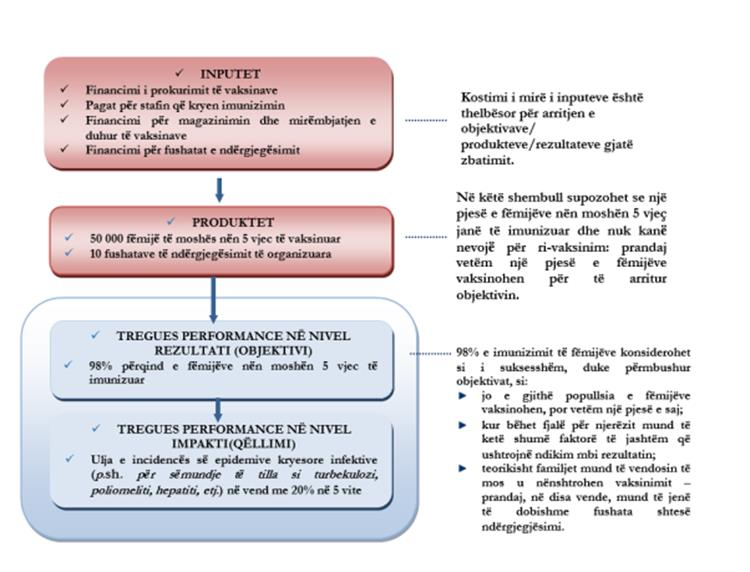 INPUTET
Financimi i prokurimit të vaksinave
Pagat për stafin që kryen imunizimin
Financimi për magazinimin dhe mirëmbjatjen e
duhur të vaksinave
Financimi për fushatat e ndërgjegësimit
Kostimi i mirë i inputeve është
thelbësor për arritjen e
objektivave/
produkteve/rezultateve gjatë
zbatimit.
PRODUKTET
50 000 fëmijë të moshës nën 5 vjec të vaksinuar
10 fushatave të ndërgjegësimit të organizuara
Në këtë shembull supozohet se një
pjesë e fëmijëve nën moshën 5 vjeç
janë të imunizuar dhe nuk kanë
nevojë për ri-vaksinim: prandaj
vetëm një pjesë e fëmijëve
vaksinohen për të arritur
objektivin.
TREGUES PERFORMANCE NË NIVEL
REZULTATI (OBJEKTIVI)
98% përqind e fëmijëve nën moshën 5 vjec të
imunizuar
TREGUES PERFORMANCE NË NIVEL
IMPAKTI(QËLLIMI)
Ulja e incidencës së epidemive kryesore infektive
(p.sh. për sëmundje të tilla si turbekulozi,
poliomeliti, hepatiti, etj.) në vend me 20% në 5 vite
98% e imunizimit të fëmijëve konsiderohet
si i suksesshëm, duke përmbushur
objektivat, si:
jo e gjithë popullsia e fëmijëve
vaksinohen, por vetëm një pjesë e saj;
kur bëhet fjalë për njerëzit mund të
ketë shumë faktorë të jashtëm që
ushtrojnë ndikim mbi rezultatin;
teorikisht familjet mund të vendosin të
mos u nënshtrohen vaksinimit –
prandaj, në disa vende, mund të jenë
të dobishme fushata shtesë
ndërgjegjësimi.